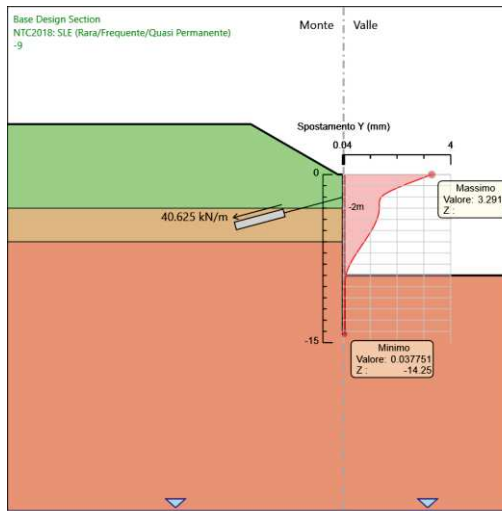 Base Design Section
NTC2018: SLE (Rara/Frequente/Quasi Permanente)
-9
Monte
Valle
Spostamento Y (mm)
0.04
4
0
Massimo
Valore: 3.291
Z :
-2m
40.625 kN/m
-15
Minimo
Valore: 0.037751
Z : -14.25